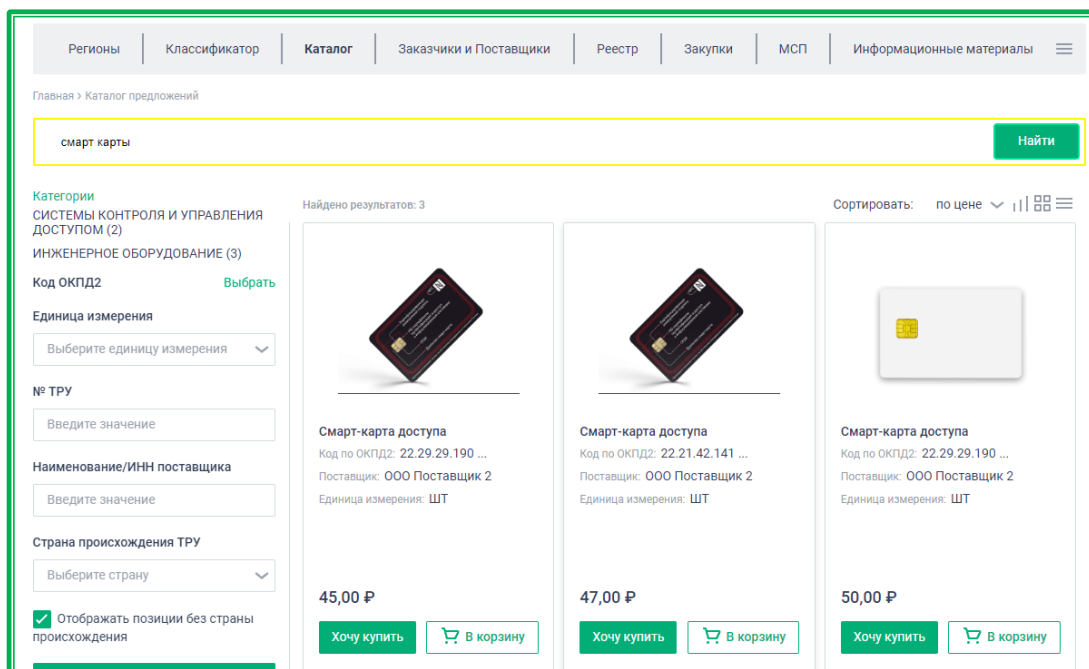 Регионы Классификатор Каталог Заказчики и Поставщики Реестр Закупки МСП Информационные материалы
Главная > Каталог предложений
смарт карты Найти
Категории
СИСТЕМЫ КОНТРОЛЯ И УПРАВЛЕНИЯ
ДОСТУПОМ (2)
ИНЖЕНЕРНОЕ ОБОРУДОВАНИЕ (3)
Код ОКПД2 Выбрать
Единица измерения
Выберите единицу измерения
№ ТРУ
Введите значение
Наименование/ИНН поставщика
Введите значение
Страна происхождения ТРУ
Выберите страну
Отображать позиции без страны
происхождения
Найдено результатов: 3
Сортировать: по цене
Смарт-карта доступа
Код по ОКПД2: 22.29.29.190 ...
Поставщик: ООО Поставщик 2
Единица измерения: ШТ
45,00 ₽
Хочу купить В корзину
Смарт-карта доступа
Код по ОКПД2: 22.21.42.141 ...
Поставщик: ООО Поставщик 2
Единица измерения: ШТ
47,00 ₽
Хочу купить В корзину
Смарт-карта доступа
Код по ОКПД2: 22.29.29.190 ...
Поставщик: ООО Поставщик 2
Единица измерения: ШТ
50,00 ₽
Хочу купить В корзину